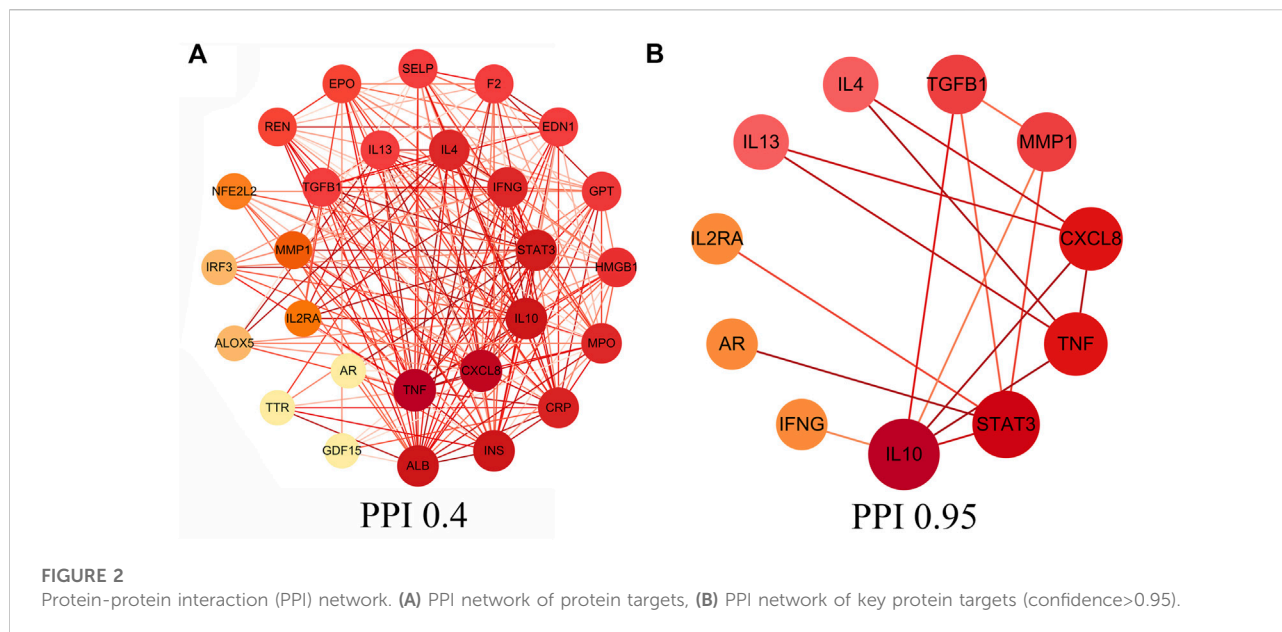 A
SELP
EPO
F2
REN
EDN1
IL13
IL4
NFE2L2
TGFB1
IFNG
GPT
MMP1
STAT3
IRF3
HMGB1
IL2RA
IL10
ALOX5
MPO
AR
CXCL8
TNF
TTR
CRP
GDF15
INS
ALB
PPI 0.4
B
IL4
TGFB1
IL13
MMP1
IL2RA
CXCL8
AR
TNF
IFNG
STAT3
IL10
PPI 0.95
FIGURE 2
Protein-protein interaction (PPI) network. (A) PPI network of protein targets, (B) PPI network of key protein targets (confidence>0.95).